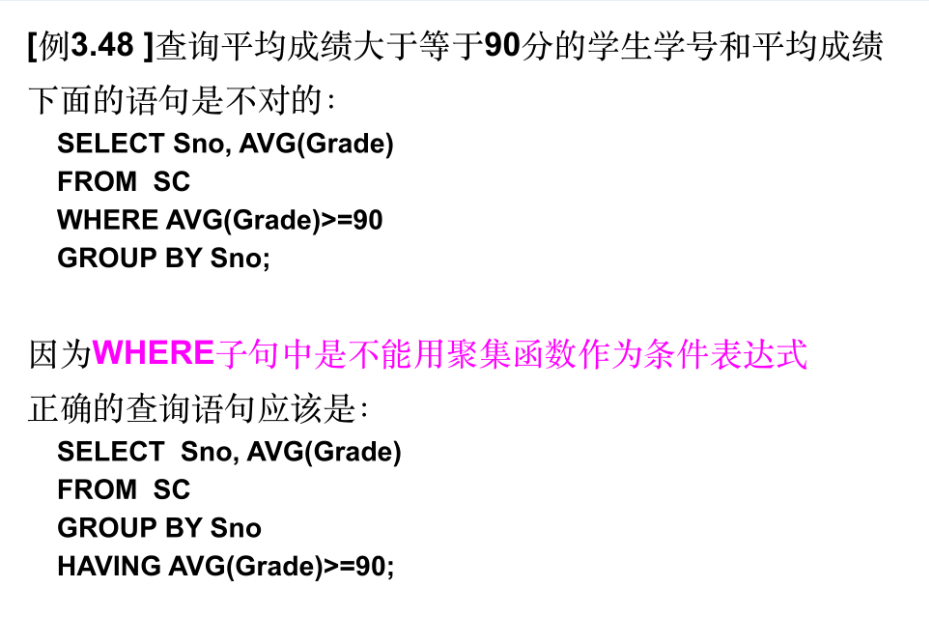 [例3.48 ]查询平均成绩大于等于90分的学生学号和平均成绩
下面的语句是不对的：
SELECT Sno, AVG(Grade)
FROM  SC
WHERE AVG(Grade)>=90
GROUP BY Sno;
因为WHERE子句中是不能用聚集函数作为条件表达式
正确的查询语句应该是：
SELECT  Sno, AVG(Grade)
FROM  SC
GROUP BY Sno
HAVING AVG(Grade)>=90;